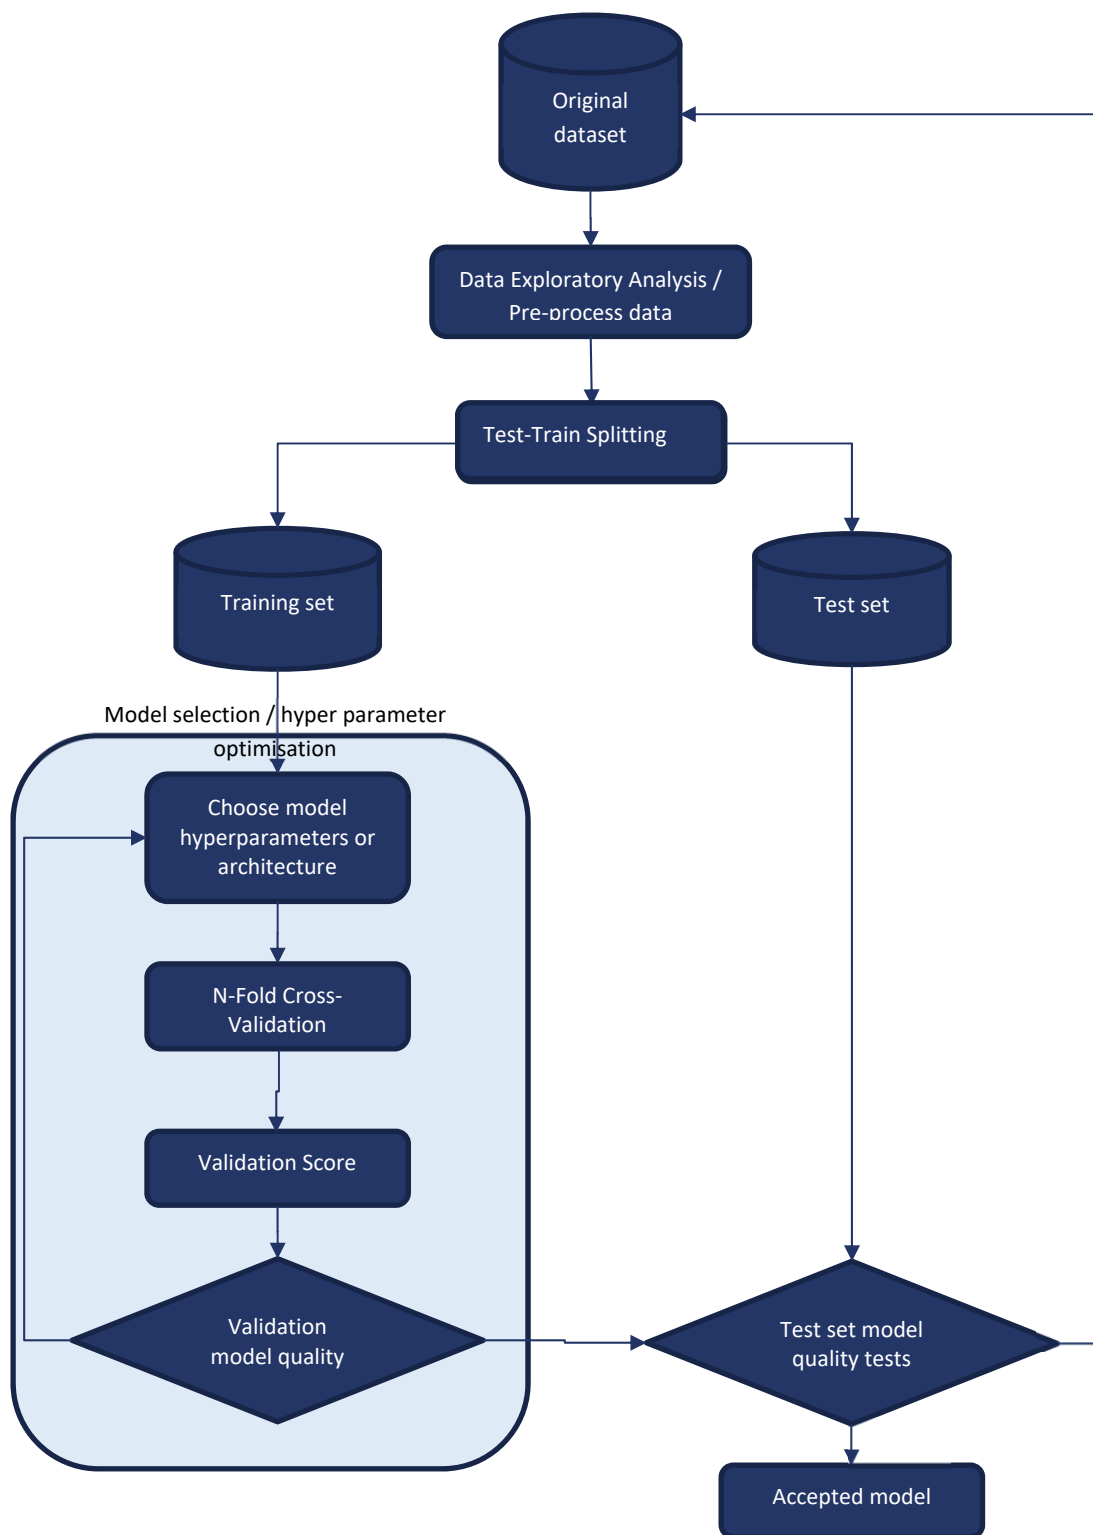 Original
dataset
Data Exploratory Analysis /
Pre-process data
Test-Train Splitting
Training set
Test set
Model selection / hyper parameter
optimisation
Choose model
hyperparameters or
architecture
N-Fold Cross-
Validation
Validation Score
Validation
model quality
Test set model
quality tests
Accepted model